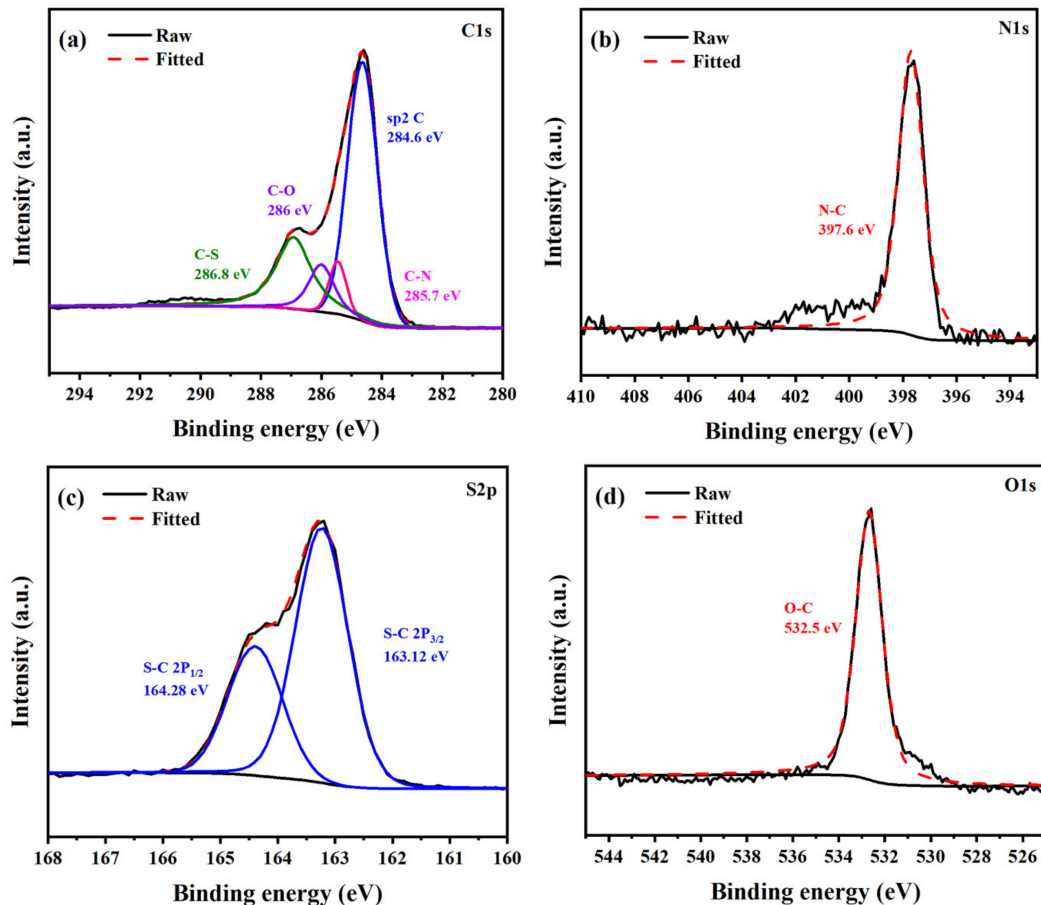 (a)
Raw
Fitted
C1s
sp2 C
284.6 eV
C-O
286 eV
C-S
286.8 eV
C-N
285.7 eV
Intensity (a.u.)
294 292 290 288 286 284 282 280
Binding energy (eV)
(b)
Raw
Fitted
N1s
N-C
397.6 eV
Intensity (a.u.)
410 408 406 404 402 400 398 396 394
Binding energy (eV)
(c)
Raw
Fitted
S2p
S-C 2P3/2
163.12 eV
S-C 2P1/2
164.28 eV
Intensity (a.u.)
168 167 166 165 164 163 162 161 160
Binding energy (eV)
(d)
Raw
Fitted
O1s
O-C
532.5 eV
Intensity (a.u.)
544 542 540 538 536 534 532 530 528 526
Binding energy (eV)